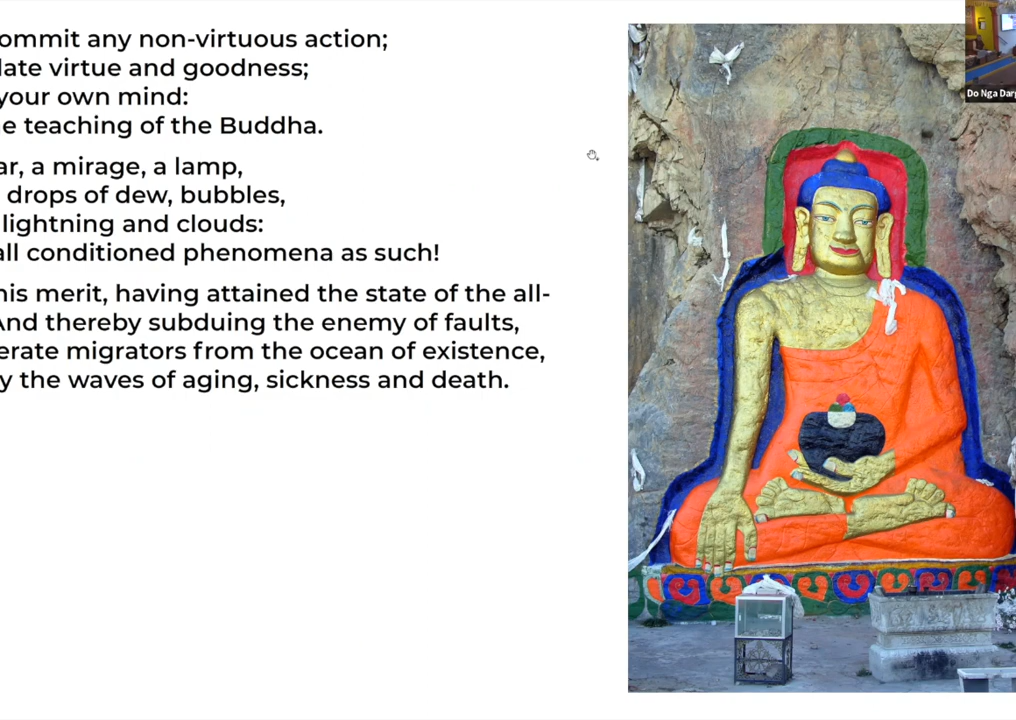 ommit any non-virtuous action;
late virtue and goodness;
your own mind:
e teaching of the Buddha.
ar, a mirage, a lamp,
drops of dew, bubbles,
lightning and clouds:
all conditioned phenomena as such!
his merit, having attained the state of the all-
And thereby subduing the enemy of faults,
erate migrators from the ocean of existence,
y the waves of aging, sickness and death.
Do Nga Darg